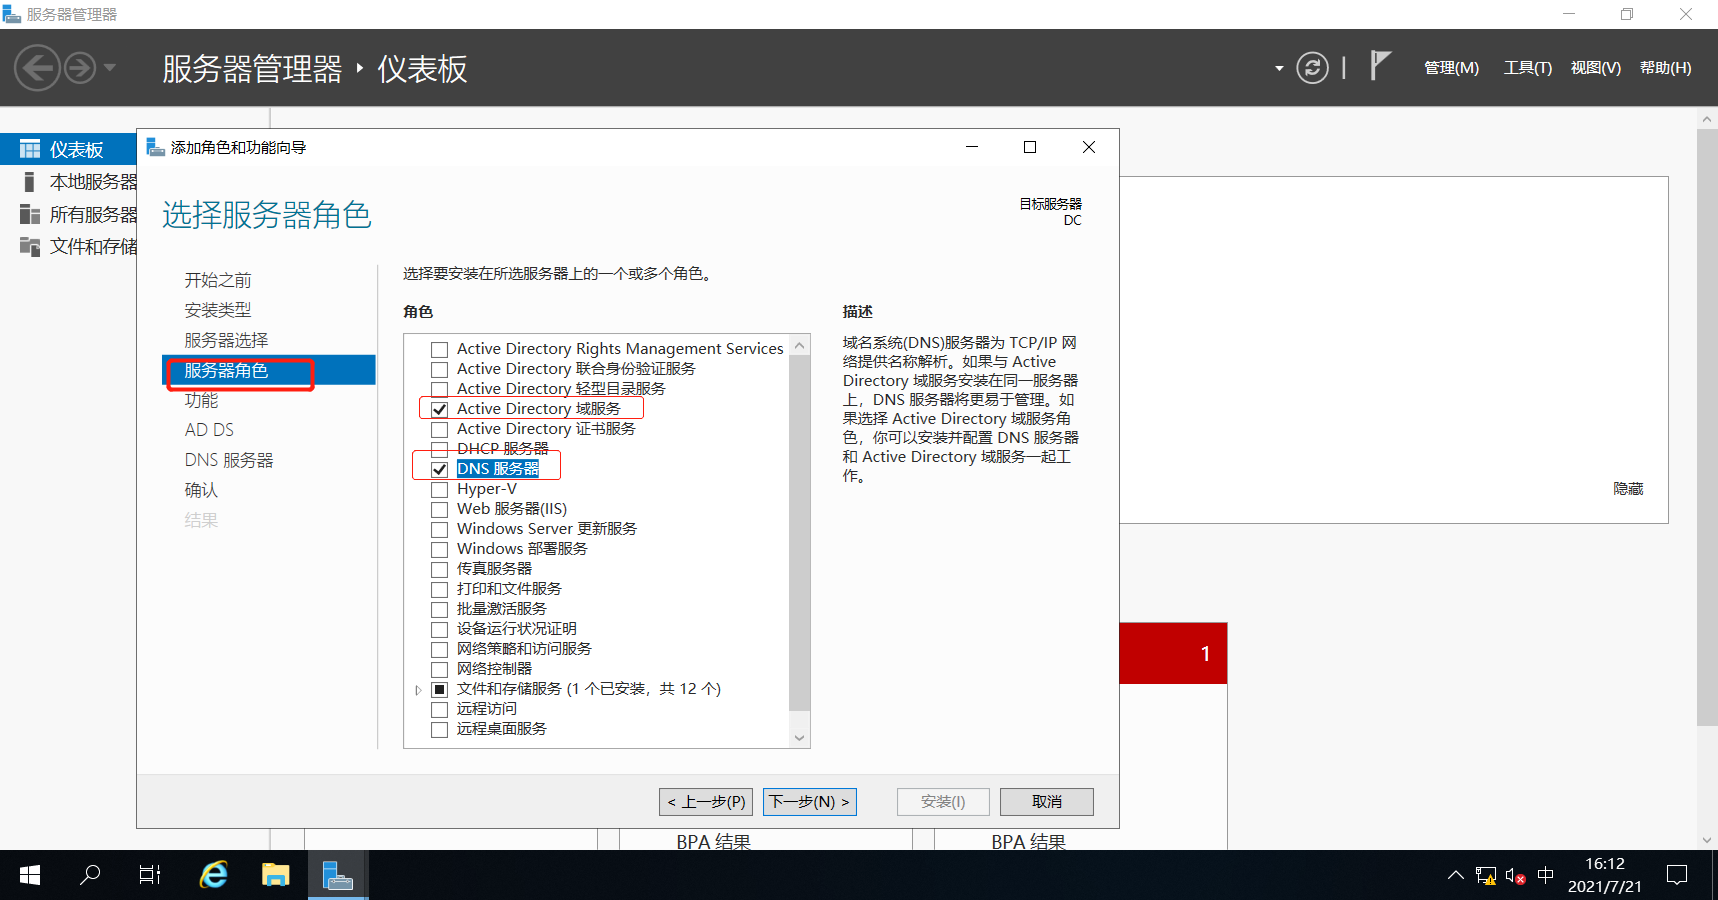 服务器管理器
服务器管理器 ‣ 仪表板
管理(M) 工具(T) 视图(V) 帮助(H)
仪表板
本地服务器
所有服务器
文件和存储
添加角色和功能向导
选择服务器角色
目标服务器
DC
开始之前
安装类型
服务器选择
服务器角色
功能
AD DS
DNS 服务器
确认
结果
选择要安装在所选服务器上的一个或多个角色。
角色
Active Directory Rights Management Services
Active Directory 联合身份验证服务
Active Directory 轻型目录服务
Active Directory 域服务
Active Directory 证书服务
DHCP 服务器
DNS 服务器
Hyper-V
Web 服务器(IIS)
Windows Server 更新服务
Windows 部署服务
传真服务器
打印和文件服务
批量激活服务
设备运行状况证明
网络策略和访问服务
网络控制器
文件和存储服务 (1 个已安装，共 12 个)
远程访问
远程桌面服务
描述
域名系统(DNS)服务器为 TCP/IP 网
络提供名称解析。如果与 Active
Directory 域服务安装在同一服务器
上，DNS 服务器将更易于管理。如
果选择 Active Directory 域服务角
色，你可以安装并配置 DNS 服务器
和 Active Directory 域服务一起工
作。
隐藏
1
< 上一步(P) 下一步(N) > 安装(I) 取消
BPA 结果 BPA 结果
中
16:12
2021/7/21